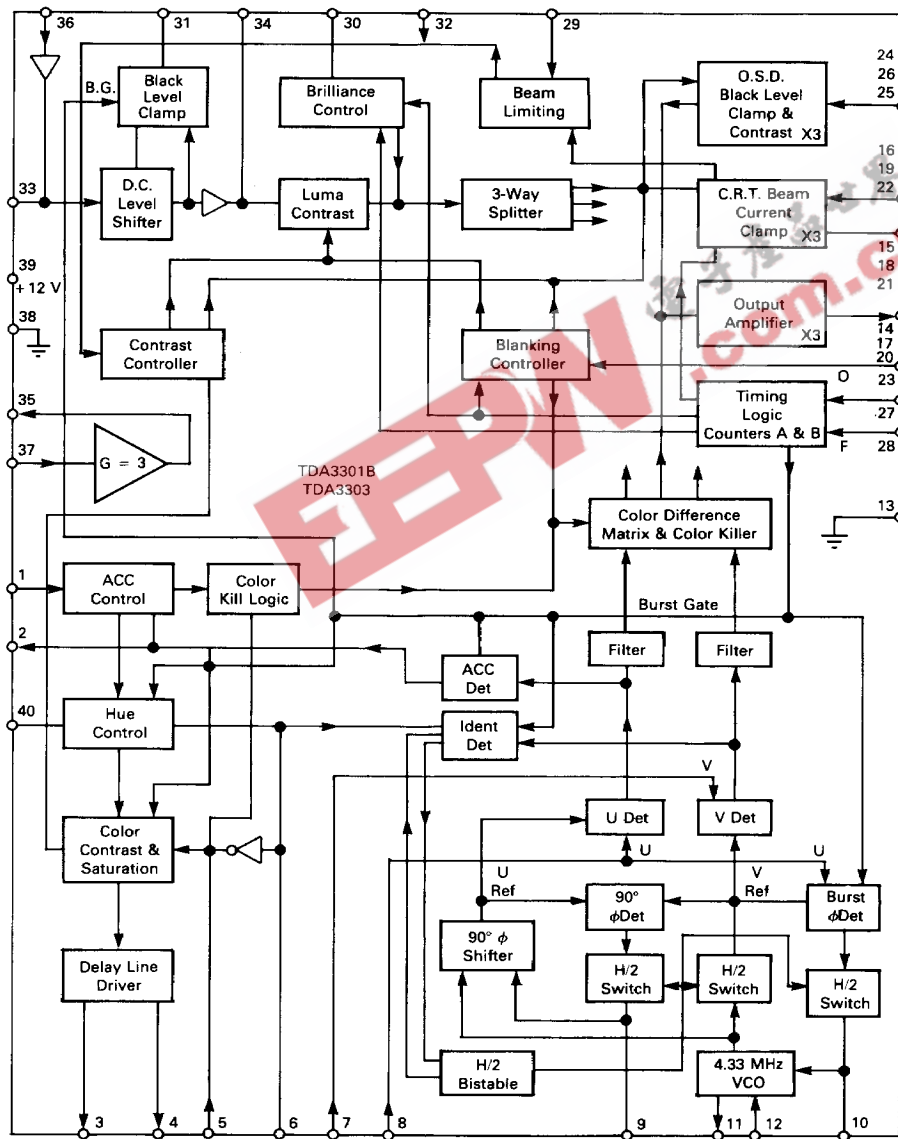 36
31
34
30
32
29
24
26
25
B.G.
Black
Level
Clamp
Brilliance
Control
Beam
Limiting
O.S.D.
Black Level
Clamp &
Contrast
X3
16
19
22
33
D.C.
Level
Shifter
Luma
Contrast
3-Way
Splitter
C.R.T. Beam
Current
Clamp
X3
15
18
21
39
+ 12 V
38
Contrast
Controller
Blanking
Controller
Output
Amplifier
X3
14
17
20
O
23
35
37
G = 3
Timing
Logic
Counters A & B
27
F
28
TDA3301B
TDA3303
EEPW.com.c
Color Difference
Matrix & Color Killer
13
1
ACC
Control
Color
Kill Logic
Burst Gate
2
ACC
Det
Filter
Filter
40
Hue
Control
Ident
Det
V
Color
Contrast &
Saturation
U Det
V Det
U
U
U
Ref
V
Ref
90°
ϕDet
Burst
ϕDet
90° ϕ
Shifter
Delay Line
Driver
H/2
Switch
H/2
Switch
H/2
Switch
H/2
Bistable
4.33 MHz
VCO
3
4
5
6
7
8
9
11
12
10